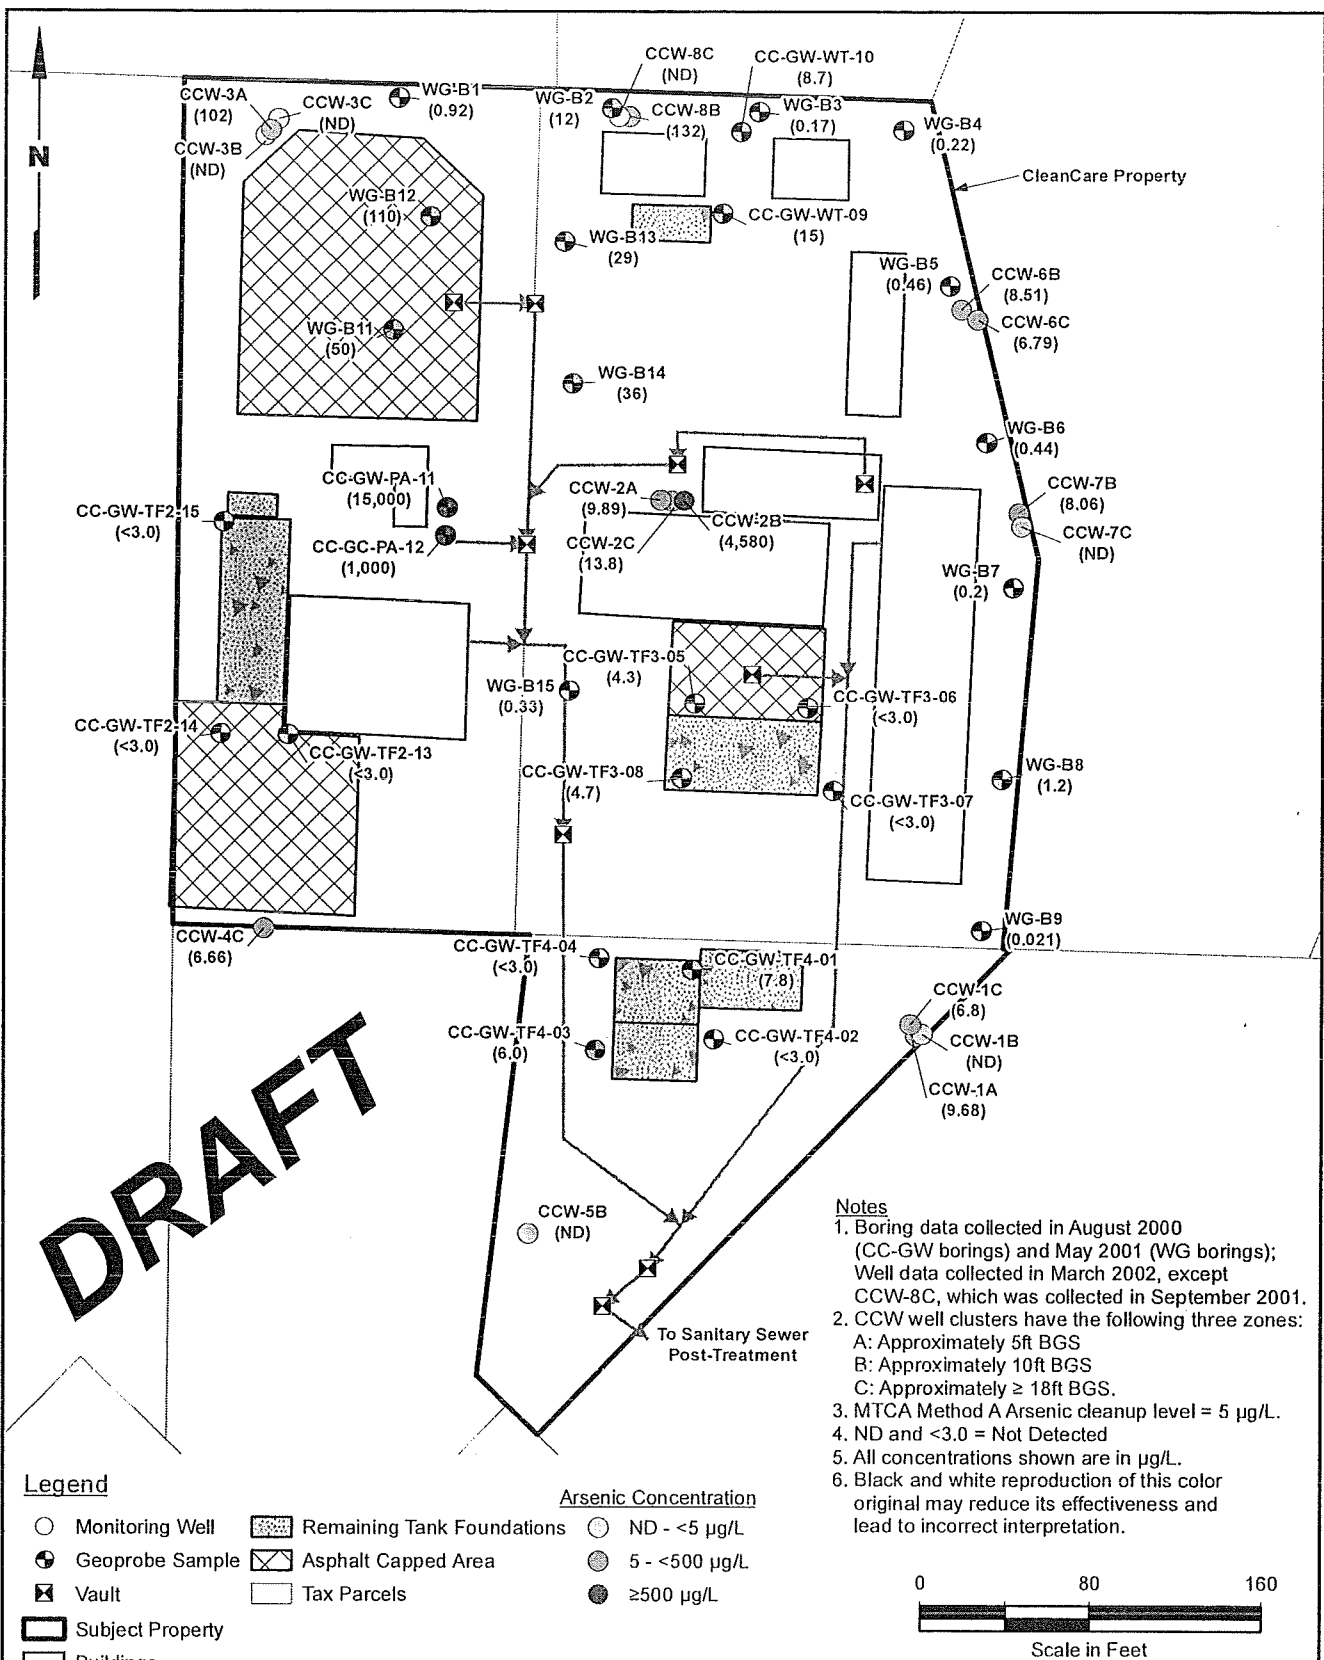 N
CCW-3A
(102)
CCW-3C
(ND)
CCW-3B
(ND)
WG-B1
(0.92)
WG-B2
(12)
CCW-8C
(ND)
CCW-8B
(132)
CC-GW-WT-10
(8.7)
WG-B3
(0.17)
WG-B4
(0.22)
CleanCare Property
WG-B12
(110)
WG-B13
(29)
CC-GW-WT-09
(15)
WG-B5
(0.46)
CCW-6B
(8.51)
CCW-6C
(6.79)
WG-B11
(50)
WG-B14
(36)
WG-B6
(0.44)
CC-GW-PA-11
(15,000)
CCW-2A
(9.89)
CCW-2B
(4,580)
CCW-2C
(13.8)
CCW-7B
(8.06)
CCW-7C
(ND)
CC-GW-TF2-15
(<3.0)
CC-GC-PA-12
(1,000)
WG-B7
(0.2)
CC-GW-TF3-05
(4.3)
WG-B15
(0.33)
CC-GW-TF3-06
(<3.0)
CC-GW-TF2-14
(<3.0)
CC-GW-TF2-13
(<3.0)
CC-GW-TF3-08
(4.7)
CC-GW-TF3-07
(<3.0)
WG-B8
(1.2)
CCW-4C
(6.66)
WG-B9
(0.021)
CC-GW-TF4-04
(<3.0)
CC-GW-TF4-01
(7.8)
CC-GW-TF4-03
(6.0)
CC-GW-TF4-02
(<3.0)
CCW-1C
(6.8)
CCW-1B
(ND)
CCW-1A
(9.68)
DRAFT
CCW-5B
(ND)
To Sanitary Sewer
Post-Treatment
Notes
1. Boring data collected in August 2000
(CC-GW borings) and May 2001 (WG borings);
Well data collected in March 2002, except
CCW-8C, which was collected in September 2001.
2. CCW well clusters have the following three zones:
A: Approximately 5ft BGS
B: Approximately 10ft BGS
C: Approximately ≥ 18ft BGS.
3. MTCA Method A Arsenic cleanup level = 5 µg/L.
4. ND and <3.0 = Not Detected
5. All concentrations shown are in µg/L.
6. Black and white reproduction of this color
original may reduce its effectiveness and
lead to incorrect interpretation.
Legend
Monitoring Well
Geoprobe Sample
Vault
Subject Property
Buildings
Remaining Tank Foundations
Asphalt Capped Area
Tax Parcels
Arsenic Concentration
ND - <5 µg/L
5 - <500 µg/L
≥500 µg/L
0 80 160
Scale in Feet